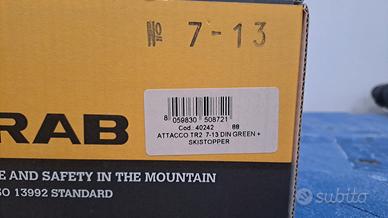 No 7-13
8 059830 508721
Cod.: 40242 88
ATTACCO TR2 7-13 DIN GREEN +
SKISTOPPER
RAB
E AND SAFETY IN THE MOUNTAIN
SO 13992 STANDARD
subito